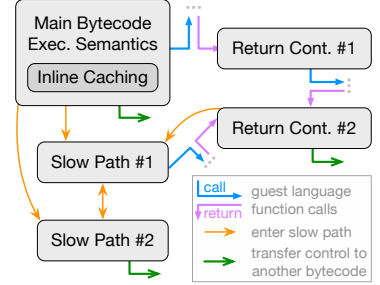 Main Bytecode
Exec. Semantics
Inline Caching
Return Cont. #1
Return Cont. #2
Slow Path #1
Slow Path #2
call
guest language
return
function calls
enter slow path
transfer control to
another bytecode